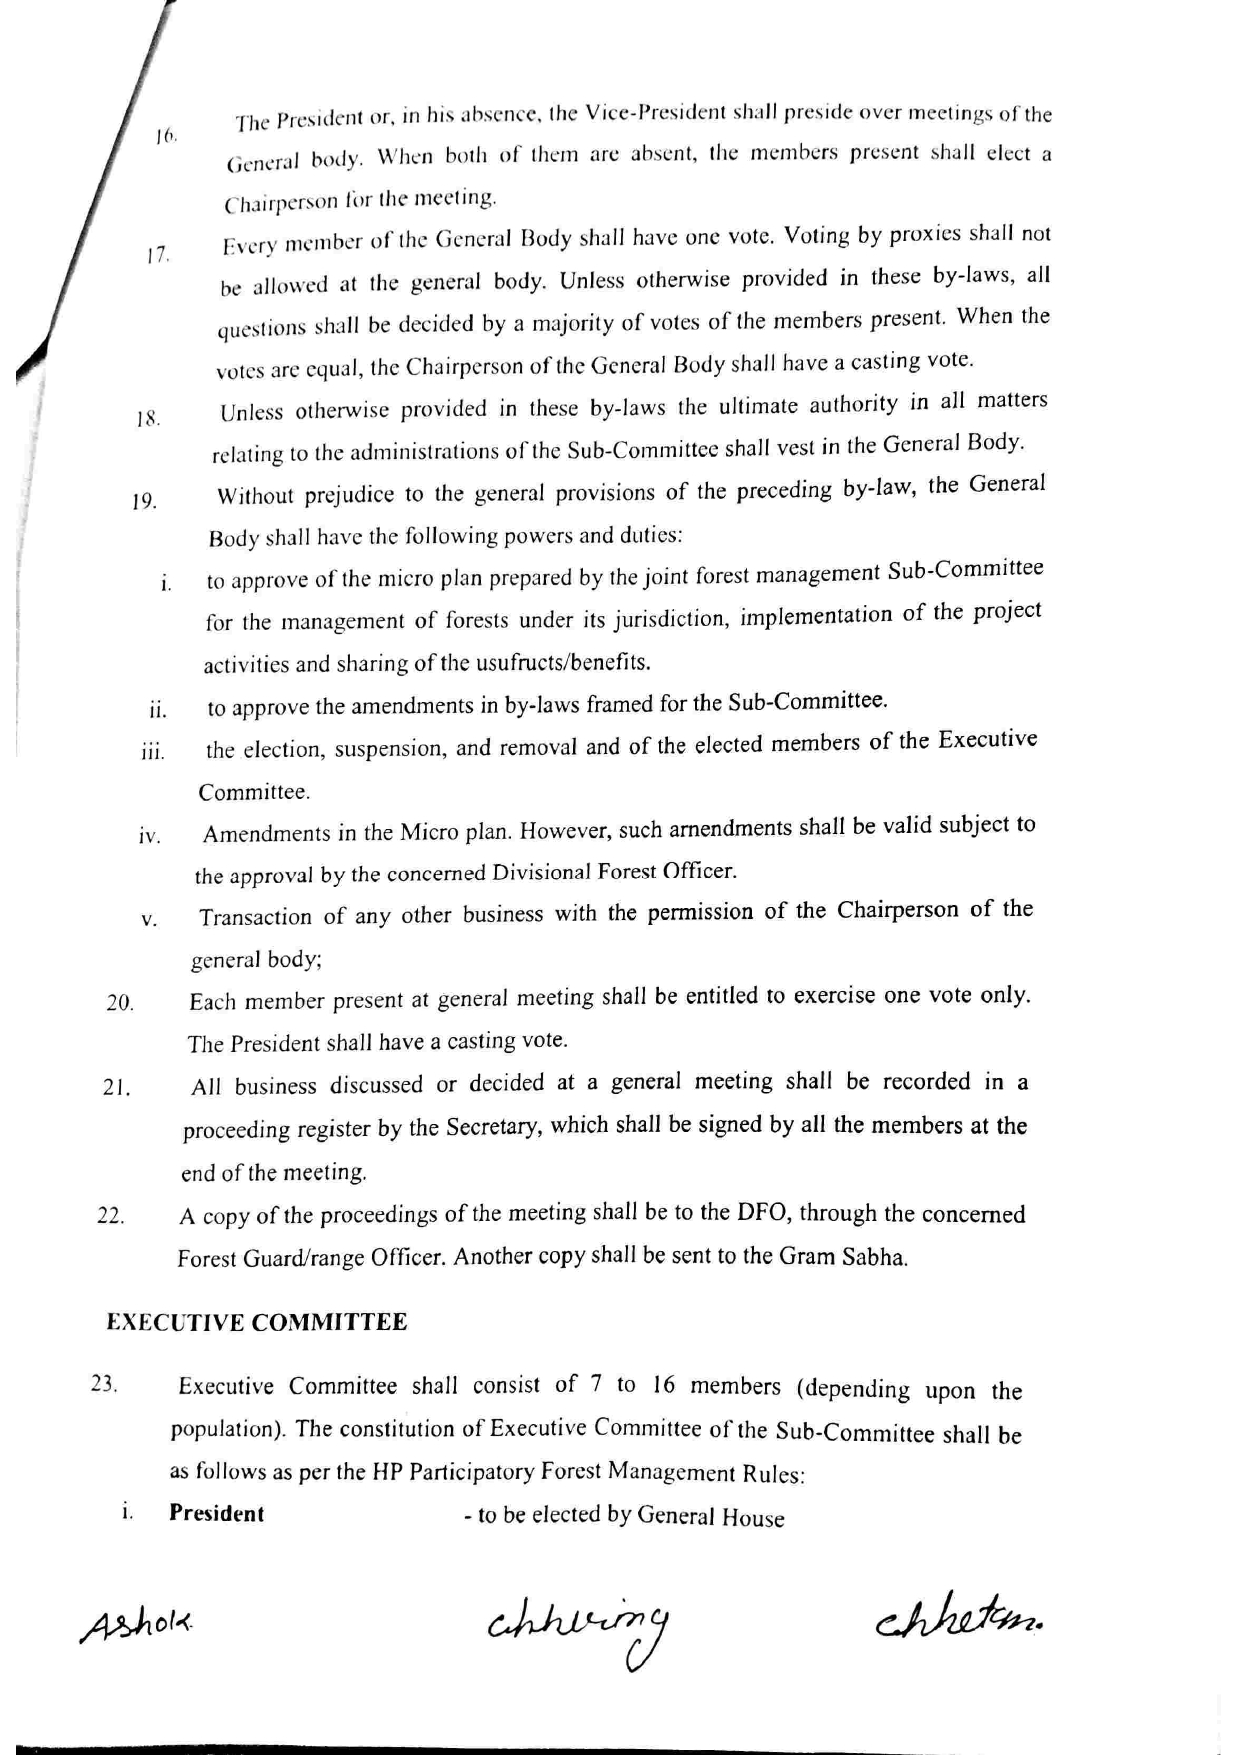 16. The President or, in his absence, the Vice-President shall preside over meetings of the
General body. When both of them are absent, the members present shall elect a
Chairperson for the meeting.
17. Every member of the General Body shall have one vote. Voting by proxies shall not
be allowed at the general body. Unless otherwise provided in these by-laws, all
questions shall be decided by a majority of votes of the members present. When the
votes are equal, the Chairperson of the General Body shall have a casting vote.
18. Unless otherwise provided in these by-laws the ultimate authority in all matters
relating to the administrations of the Sub-Committee shall vest in the General Body.
19. Without prejudice to the general provisions of the preceding by-law, the General
Body shall have the following powers and duties:
i. to approve of the micro plan prepared by the joint forest management Sub-Committee
for the management of forests under its jurisdiction, implementation of the project
activities and sharing of the usufructs/benefits.
ii. to approve the amendments in by-laws framed for the Sub-Committee.
iii. the election, suspension, and removal and of the elected members of the Executive
Committee.
iv. Amendments in the Micro plan. However, such amendments shall be valid subject to
the approval by the concerned Divisional Forest Officer.
v. Transaction of any other business with the permission of the Chairperson of the
general body;
20. Each member present at general meeting shall be entitled to exercise one vote only.
The President shall have a casting vote.
21. All business discussed or decided at a general meeting shall be recorded in a
proceeding register by the Secretary, which shall be signed by all the members at the
end of the meeting.
22. A copy of the proceedings of the meeting shall be to the DFO, through the concerned
Forest Guard/range Officer. Another copy shall be sent to the Gram Sabha.
EXECUTIVE COMMITTEE
23. Executive Committee shall consist of 7 to 16 members (depending upon the
population). The constitution of Executive Committee of the Sub-Committee shall be
as follows as per the HP Participatory Forest Management Rules:
i. President - to be elected by General House
Ashok chhering chhetan.